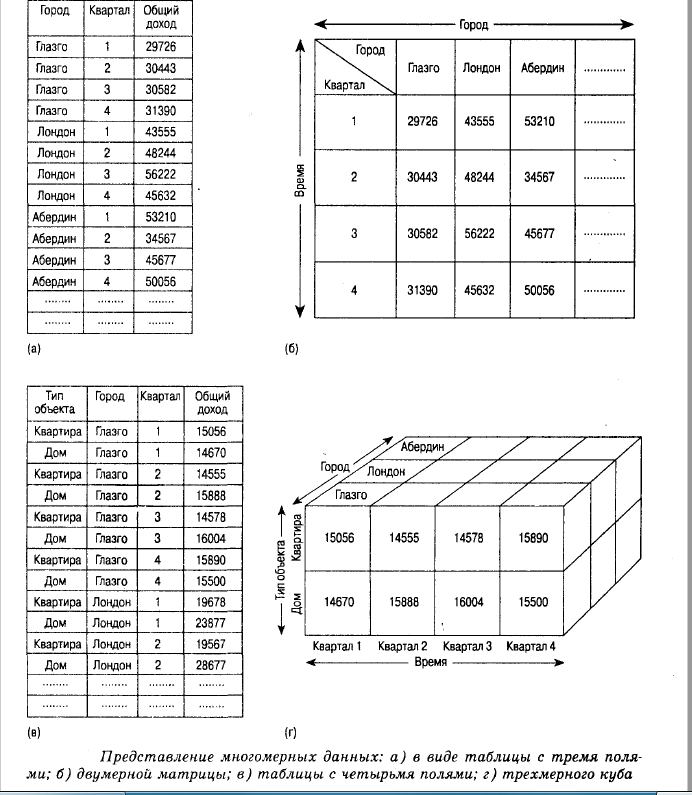 Город Квартал Общий
доход
Глазго 1 29726
Глазго 2 30443
Глазго 3 30582
Глазго 4 31390
Лондон 1 43555
Лондон 2 48244
Лондон 3 56222
Лондон 4 45632
Абердин 1 53210
Абердин 2 34567
Абердин 3 45677
Абердин 4 50056
........ ........ ........
........ ........ ........
(а)
Город
Время
Город
Квартал
Глазго Лондон Абердин .............
1 29726 43555 53210 .............
2 30443 48244 34567 .............
3 30582 56222 45677 .............
4 31390 45632 50056 .............
(б)
Тип Город Квартал Общий
объекта доход
Квартира Глазго 1 15056
Дом Глазго 1 14670
Квартира Глазго 2 14555
Дом Глазго 2 15888
Квартира Глазго 3 14578
Дом Глазго 3 16004
Квартира Глазго 4 15890
Дом Глазго 4 15500
Квартира Лондон 1 19678
Дом Лондон 1 23877
Квартира Лондон 2 19567
Дом Лондон 2 28677
........ ........ ........ ........
........ ........ ........ ........
(в)
Город
Абердин
Лондон
Глазго
Тип объекта
Квартира
Дом
15056 14555 14578 15890
14670 15888 16004 15500
Квартал 1 Квартал 2 Квартал 3 Квартал 4
Время
(г)
Представление многомерных данных: а) в виде таблицы с тремя поля-
ми; б) двумерной матрицы; в) таблицы с четырьмя полями; г) трехмерного куба